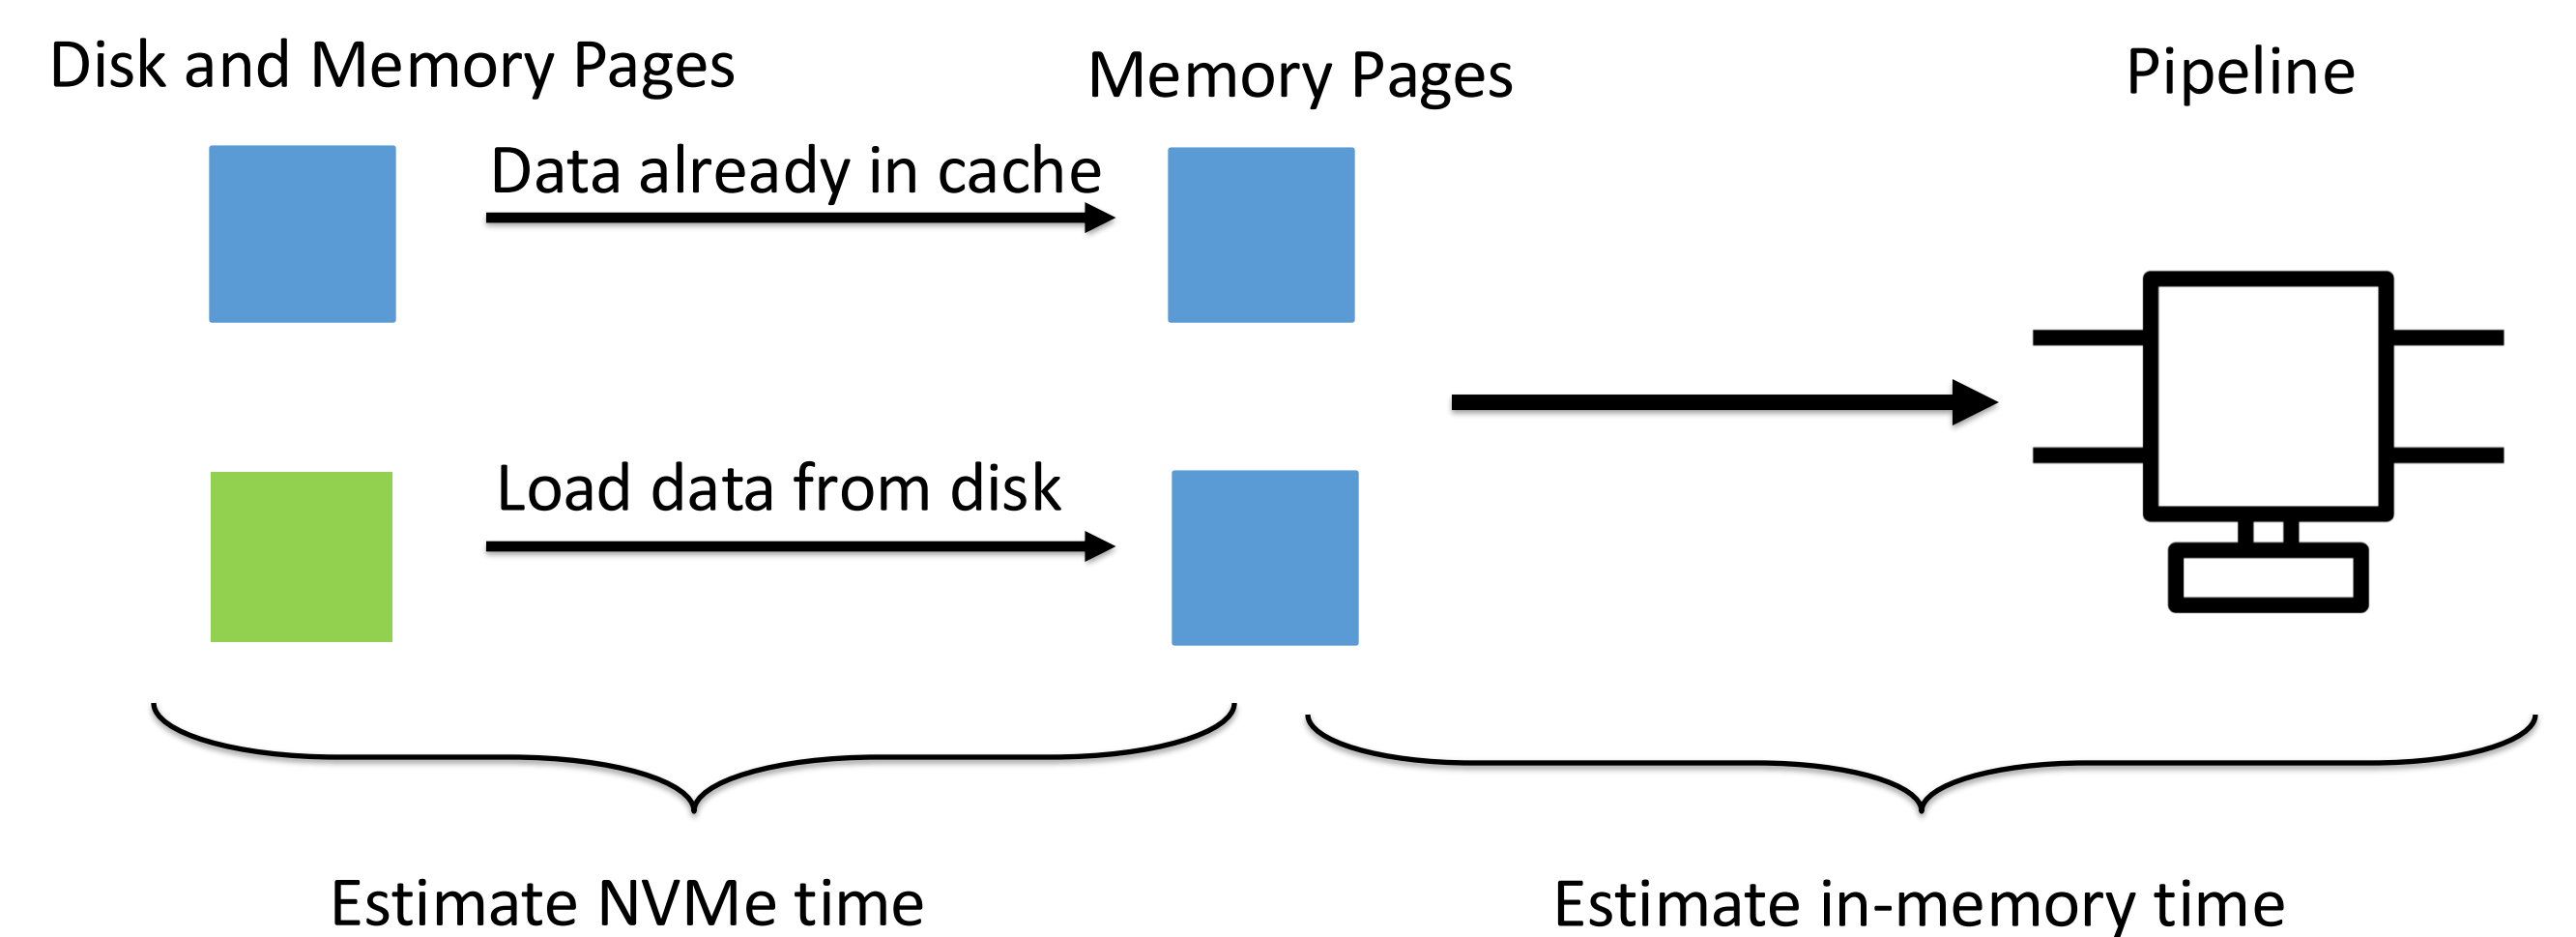 Disk and Memory Pages
Memory Pages
Pipeline
Data already in cache
Load data from disk
Estimate NVMe time
Estimate in-memory time